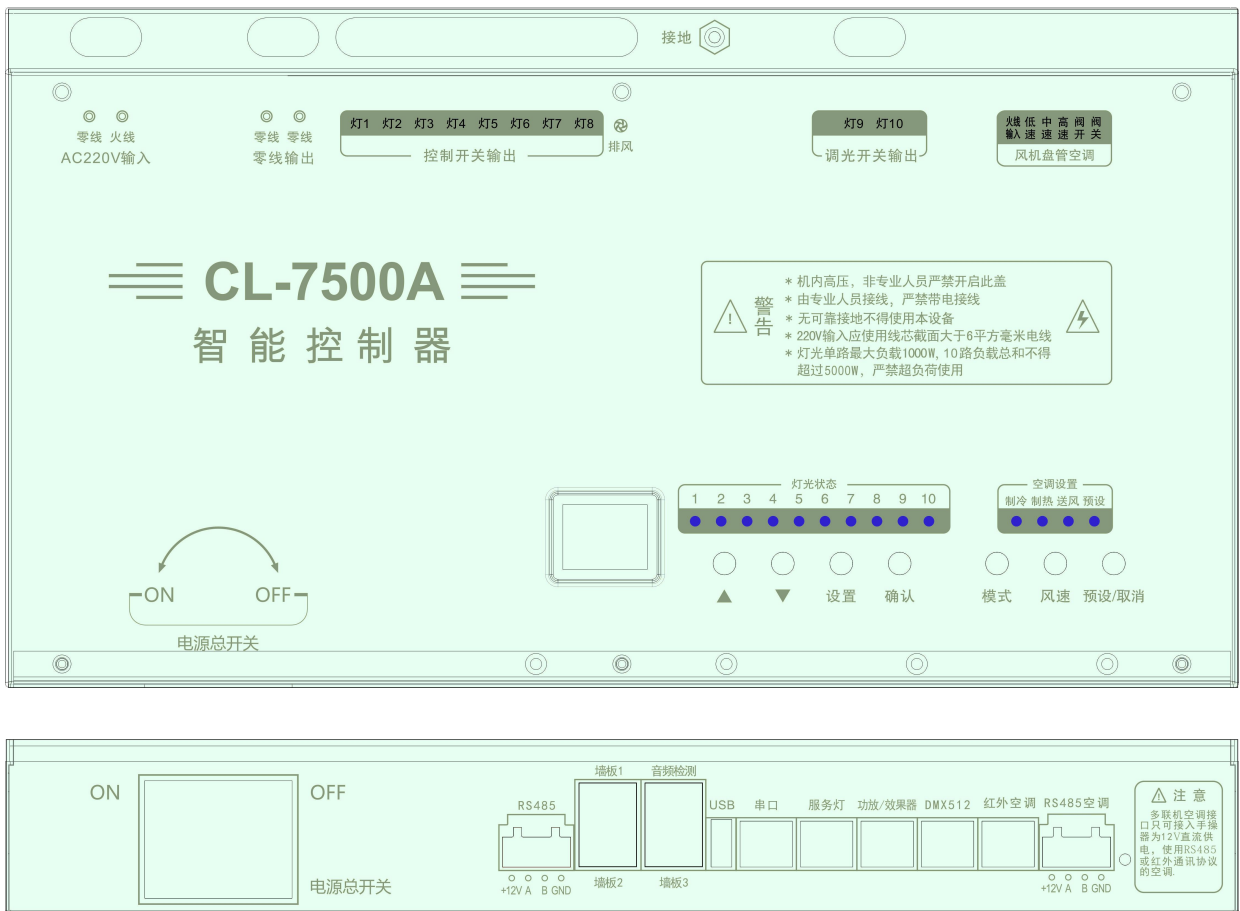 接地
零线 火线
AC220V输入
零线 零线
零线输出
灯1 灯2 灯3 灯4 灯5 灯6 灯7 灯8
控制开关输出
排风
灯9 灯10
调光开关输出
火线 低 中 高 阀 阀
输入 速 速 速 开 关
风机盘管空调
CL-7500A
智能控制器
警告
* 机内高压，非专业人员严禁开启此盖
* 由专业人员接线，严禁带电接线
* 无可靠接地不得使用本设备
* 220V输入应使用线芯截面大于6平方毫米电线
* 灯光单路最大负载1000W, 10路负载总和不得
超过5000W，严禁超负荷使用
灯光状态
1 2 3 4 5 6 7 8 9 10
▲ ▼ 设置 确认
空调设置
制冷 制热 送风 预设
模式 风速 预设/取消
ON OFF
电源总开关
ON OFF
电源总开关
RS485
+12V A B GND
墙板1 音频检测
墙板2 墙板3
USB 串口 服务灯 功放/效果器 DMX512 红外空调 RS485空调
+12V A B GND
注意
多联机空调接
口只可接入手操
器为12V直流供
电，使用RS485
或红外通讯协议
的空调.